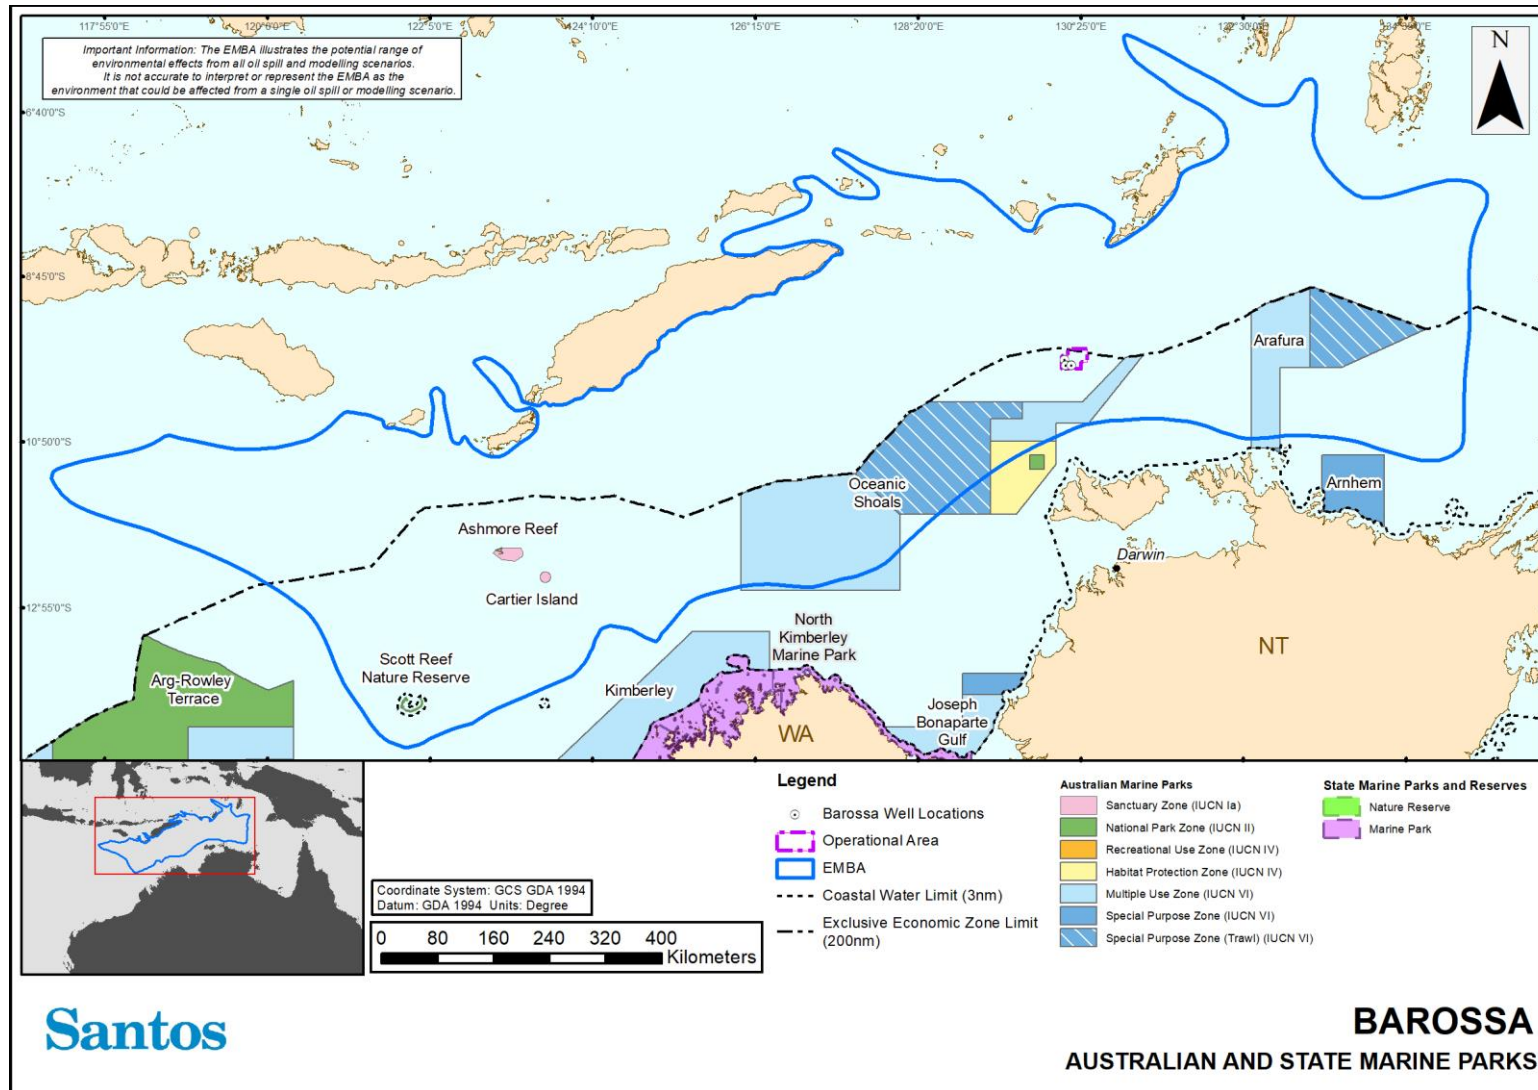 117°55'0"E
120°0'0"E
122°5'0"E
124°10'0"E
126°15'0"E
128°20'0"E
130°25'0"E
132°30'0"E
Important Information: The EMBA illustrates the potential range of
environmental effects from all oil spill and modelling scenarios.
It is not accurate to interpret or represent the EMBA as the
environment that could be affected from a single oil spill or modelling scenario.
N
6°40'0"S
8°45'0"S
10°50'0"S
12°55'0"S
Arafura
Oceanic
Shoals
Arnhem
Ashmore Reef
Cartier Island
Darwin
North
Kimberley
Marine Park
Scott Reef
Nature Reserve
Kimberley
Arg-Rowley
Terrace
Joseph
Bonaparte
Gulf
NT
WA
Coordinate System: GCS GDA 1994
Datum: GDA 1994 Units: Degree
0 80 160 240 320 400
Kilometers
Legend
Barossa Well Locations
Operational Area
EMBA
Coastal Water Limit (3nm)
Exclusive Economic Zone Limit
(200nm)
Australian Marine Parks
Sanctuary Zone (IUCN Ia)
National Park Zone (IUCN II)
Recreational Use Zone (IUCN IV)
Habitat Protection Zone (IUCN IV)
Multiple Use Zone (IUCN VI)
Special Purpose Zone (IUCN VI)
Special Purpose Zone (Trawl) (IUCN VI)
State Marine Parks and Reserves
Nature Reserve
Marine Park
Santos
BAROSSA
AUSTRALIAN AND STATE MARINE PARKS